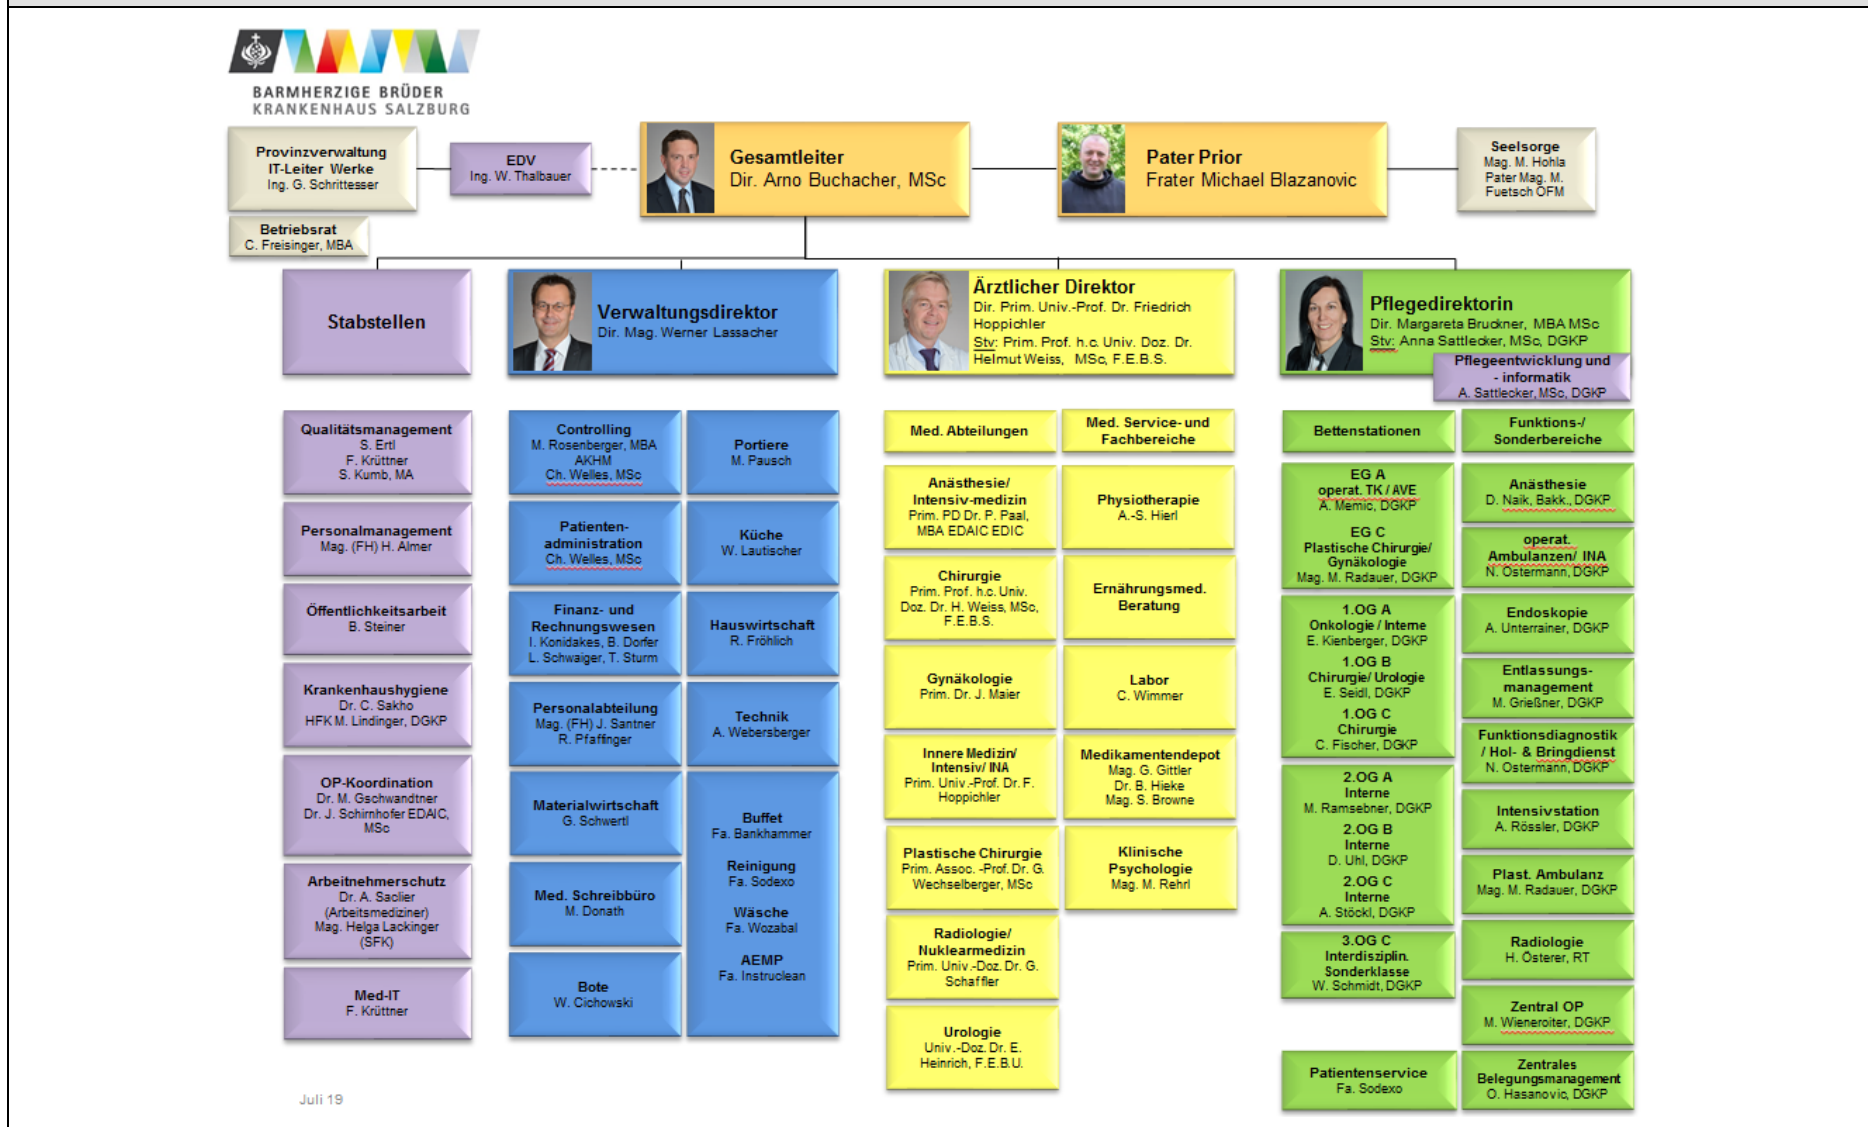 BARMHERZIGE BRÜDER
KRANKENHAUS SALZBURG
Provinzverwaltung
IT-Leiter Werke
Ing. G. Schrittesser
EDV
Ing. W. Thalbauer
Gesamtleiter
Dir. Arno Buchacher, MSc
Pater Prior
Frater Michael Blazanovic
Seelsorge
Mag. M. Hohla
Pater Mag. M.
Fuetsch OFM
Betriebsrat
C. Freisinger, MBA
Stabstellen
Verwaltungsdirektor
Dir. Mag. Werner Lassacher
Ärztlicher Direktor
Dir. Prim. Univ.-Prof. Dr. Friedrich
Hoppichler
Stv: Prim. Prof. h.c. Univ. Doz. Dr.
Helmut Weiss, MSc, F.E.B.S.
Pflegedirektorin
Dir. Margareta Bruckner, MBA MSc
Stv: Anna Sattlecker, MSc, DGKP
Pflegeentwicklung und
- informatik
A. Sattlecker, MSc, DGKP
Qualitätsmanagement
S. Ertl
F. Krüttner
S. Kumb, MA
Personalmanagement
Mag. (FH) H. Almer
Öffentlichkeitsarbeit
B. Steiner
Krankenhaushygiene
Dr. C. Sakho
HFK M. Lindinger, DGKP
OP-Koordination
Dr. M. Gschwandtner
Dr. J. Schirnhofer EDAIC,
MSc
Arbeitnehmerschutz
Dr. A. Saclier
(Arbeitsmediziner)
Mag. Helga Lackinger
(SFK)
Med-IT
F. Krüttner
Controlling
M. Rosenberger, MBA
AKHM
Ch. Welles, MSc
Patienten-
administration
Ch. Welles, MSc
Finanz- und
Rechnungswesen
I. Konidakes, B. Dorfer
L. Schwaiger, T. Sturm
Personalabteilung
Mag. (FH) J. Santner
R. Pfaffinger
Materialwirtschaft
G. Schwertl
Med. Schreibbüro
M. Donath
Bote
W. Cichowski
Portiere
M. Pausch
Küche
W. Lautischer
Hauswirtschaft
R. Fröhlich
Technik
A. Webersberger
Buffet
Fa. Bankhammer
Reinigung
Fa. Sodexo
Wäsche
Fa. Wozabal
AEMP
Fa. Instruclean
Med. Abteilungen
Anästhesie/
Intensiv-medizin
Prim. PD Dr. P. Paal,
MBA EDAIC EDIC
Chirurgie
Prim. Prof. h.c. Univ.
Doz. Dr. H. Weiss, MSc,
F.E.B.S.
Gynäkologie
Prim. Dr. J. Maier
Innere Medizin/
Intensiv/ INA
Prim. Univ.-Prof. Dr. F.
Hoppichler
Plastische Chirurgie
Prim. Assoc. -Prof. Dr. G.
Wechselberger, MSc
Radiologie/
Nuklearmedizin
Prim. Univ.-Doz. Dr. G.
Schaffler
Urologie
Univ.-Doz. Dr. E.
Heinrich, F.E.B.U.
Med. Service- und
Fachbereiche
Physiotherapie
A.-S. Hierl
Ernährungsmed.
Beratung
Labor
C. Wimmer
Medikamentendepot
Mag. G. Gittler
Dr. B. Hieke
Mag. S. Browne
Klinische
Psychologie
Mag. M. Rehrl
Bettenstationen
EG A
operat. TK / AVE
A. Memic, DGKP
EG C
Plastische Chirurgie/
Gynäkologie
Mag. M. Radauer, DGKP
1.OG A
Onkologie / Interne
E. Kienberger, DGKP
1.OG B
Chirurgie/ Urologie
E. Seidl, DGKP
1.OG C
Chirurgie
C. Fischer, DGKP
2.OG A
Interne
M. Ramsebner, DGKP
2.OG B
Interne
D. Uhl, DGKP
2.OG C
Interne
A. Stöckl, DGKP
3.OG C
Interdisziplin.
Sonderklasse
W. Schmidt, DGKP
Patientenservice
Fa. Sodexo
Funktions-/
Sonderbereiche
Anästhesie
D. Naik, Bakk., DGKP
operat.
Ambulanzen/ INA
N. Ostermann, DGKP
Endoskopie
A. Unterrainer, DGKP
Entlassungs-
management
M. Grießner, DGKP
Funktionsdiagnostik
/ Hol- & Bringdienst
N. Ostermann, DGKP
Intensivstation
A. Rössler, DGKP
Plast. Ambulanz
Mag. M. Radauer, DGKP
Radiologie
H. Österer, RT
Zentral OP
M. Wieneroiter, DGKP
Zentrales
Belegungsmanagement
O. Hasanovic, DGKP
Juli 19